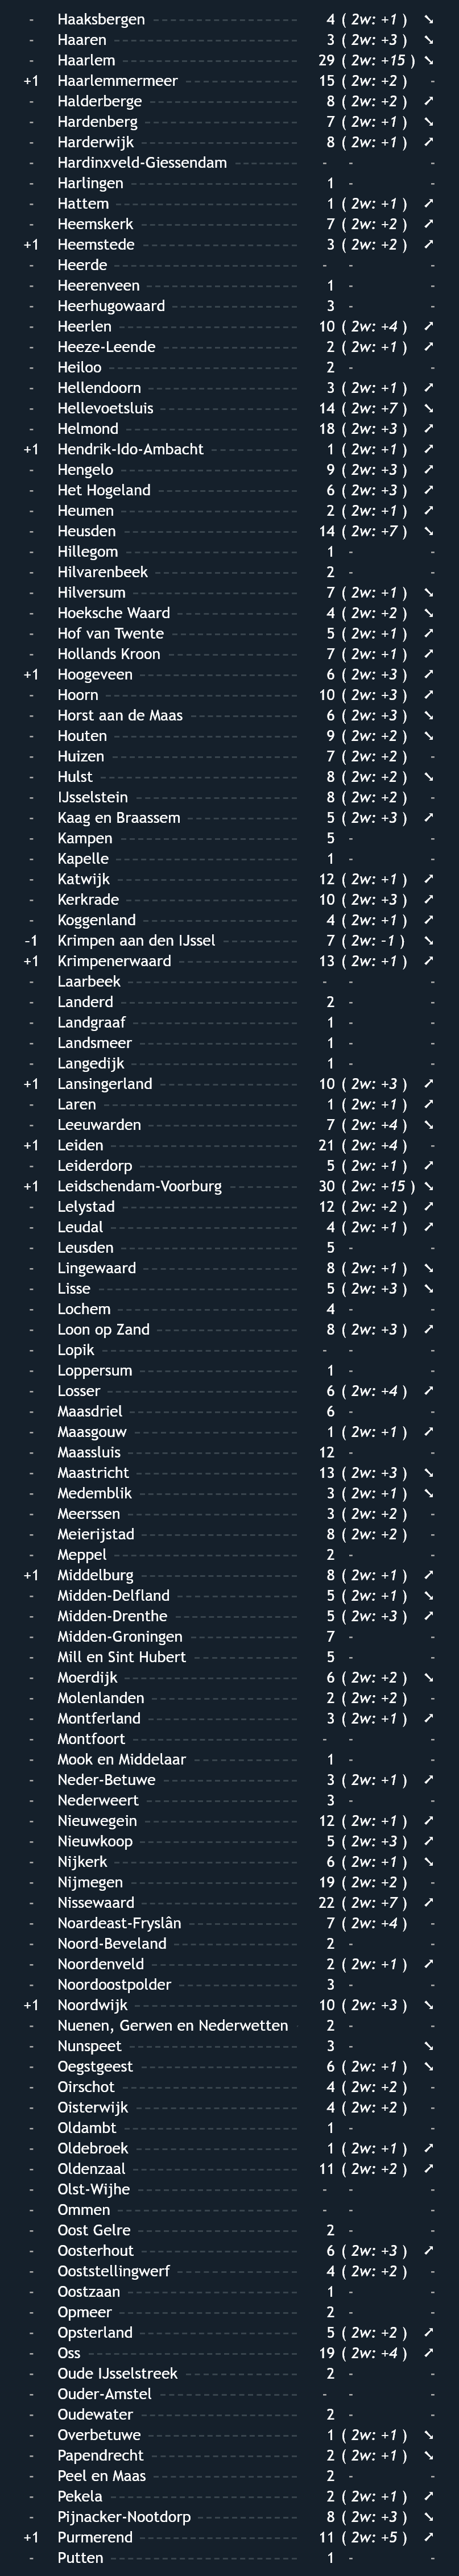 - Haaksbergen 4 ( 2w: +1 ) ➘
- Haaren 3 ( 2w: +3 ) ➘
- Haarlem 29 ( 2w: +15 ) ➘
+1 Haarlemmermeer 15 ( 2w: +2 ) -
- Halderberge 8 ( 2w: +2 ) ➚
- Hardenberg 7 ( 2w: +1 ) ➘
- Harderwijk 8 ( 2w: +1 ) ➚
- Hardinxveld-Giessendam - - -
- Harlingen 1 - -
- Hattem 1 ( 2w: +1 ) ➚
- Heemskerk 7 ( 2w: +2 ) ➚
+1 Heemstede 3 ( 2w: +2 ) ➚
- Heerde - - -
- Heerenveen 1 - -
- Heerhugowaard 3 - -
- Heerlen 10 ( 2w: +4 ) ➚
- Heeze-Leende 2 ( 2w: +1 ) ➚
- Heiloo 2 - -
- Hellendoorn 3 ( 2w: +1 ) ➚
- Hellevoetsluis 14 ( 2w: +7 ) ➘
- Helmond 18 ( 2w: +3 ) ➚
+1 Hendrik-Ido-Ambacht 1 ( 2w: +1 ) ➚
- Hengelo 9 ( 2w: +3 ) ➚
- Het Hogeland 6 ( 2w: +3 ) ➚
- Heumen 2 ( 2w: +1 ) ➚
- Heusden 14 ( 2w: +7 ) ➘
- Hillegom 1 - -
- Hilvarenbeek 2 - -
- Hilversum 7 ( 2w: +1 ) ➘
- Hoeksche Waard 4 ( 2w: +2 ) ➘
- Hof van Twente 5 ( 2w: +1 ) ➚
- Hollands Kroon 7 ( 2w: +1 ) ➚
+1 Hoogeveen 6 ( 2w: +3 ) ➚
- Hoorn 10 ( 2w: +3 ) ➚
- Horst aan de Maas 6 ( 2w: +3 ) ➘
- Houten 9 ( 2w: +2 ) ➘
- Huizen 7 ( 2w: +2 ) -
- Hulst 8 ( 2w: +2 ) ➘
- IJsselstein 8 ( 2w: +2 ) -
- Kaag en Braassem 5 ( 2w: +3 ) ➚
- Kampen 5 - -
- Kapelle 1 - -
- Katwijk 12 ( 2w: +1 ) ➚
- Kerkrade 10 ( 2w: +3 ) ➚
- Koggenland 4 ( 2w: +1 ) ➚
-1 Krimpen aan den IJssel 7 ( 2w: -1 ) ➘
+1 Krimpenerwaard 13 ( 2w: +1 ) ➚
- Laarbeek - - -
- Landerd 2 - -
- Landgraaf 1 - -
- Landsmeer 1 - -
- Langedijk 1 - -
+1 Lansingerland 10 ( 2w: +3 ) ➚
- Laren 1 ( 2w: +1 ) ➚
- Leeuwarden 7 ( 2w: +4 ) ➘
+1 Leiden 21 ( 2w: +4 ) -
- Leiderdorp 5 ( 2w: +1 ) ➚
+1 Leidschendam-Voorburg 30 ( 2w: +15 ) ➘
- Lelystad 12 ( 2w: +2 ) ➚
- Leudal 4 ( 2w: +1 ) ➚
- Leusden 5 - -
- Lingewaard 8 ( 2w: +1 ) ➘
- Lisse 5 ( 2w: +3 ) ➘
- Lochem 4 - -
- Loon op Zand 8 ( 2w: +3 ) ➚
- Lopik - - -
- Loppersum 1 - -
- Losser 6 ( 2w: +4 ) ➚
- Maasdriel 6 - -
- Maasgouw 1 ( 2w: +1 ) ➚
- Maassluis 12 - -
- Maastricht 13 ( 2w: +3 ) ➘
- Medemblik 3 ( 2w: +1 ) ➘
- Meerssen 3 ( 2w: +2 ) -
- Meierijstad 8 ( 2w: +2 ) -
- Meppel 2 - -
+1 Middelburg 8 ( 2w: +1 ) ➚
- Midden-Delfland 5 ( 2w: +1 ) ➘
- Midden-Drenthe 5 ( 2w: +3 ) ➚
- Midden-Groningen 7 - -
- Mill en Sint Hubert 5 - -
- Moerdijk 6 ( 2w: +2 ) ➘
- Molenlanden 2 ( 2w: +2 ) -
- Montferland 3 ( 2w: +1 ) ➚
- Montfoort - - -
- Mook en Middelaar 1 - -
- Neder-Betuwe 3 ( 2w: +1 ) ➚
- Nederweert 3 - -
- Nieuwegein 12 ( 2w: +1 ) ➚
- Nieuwkoop 5 ( 2w: +3 ) ➚
- Nijkerk 6 ( 2w: +1 ) ➘
- Nijmegen 19 ( 2w: +2 ) -
- Nissewaard 22 ( 2w: +7 ) ➚
- Noardeast-Fryslân 7 ( 2w: +4 ) -
- Noord-Beveland 2 - -
- Noordenveld 2 ( 2w: +1 ) ➚
- Noordoostpolder 3 - -
+1 Noordwijk 10 ( 2w: +3 ) ➘
- Nuenen, Gerwen en Nederwetten 2 - -
- Nunspeet 3 - ➘
- Oegstgeest 6 ( 2w: +1 ) ➘
- Oirschot 4 ( 2w: +2 ) -
- Oisterwijk 4 ( 2w: +2 ) -
- Oldambt 1 - -
- Oldebroek 1 ( 2w: +1 ) ➚
- Oldenzaal 11 ( 2w: +2 ) ➚
- Olst-Wijhe - - -
- Ommen - - -
- Oost Gelre 2 - -
- Oosterhout 6 ( 2w: +3 ) ➚
- Ooststellingwerf 4 ( 2w: +2 ) -
- Oostzaan 1 - -
- Opmeer 2 - -
- Opsterland 5 ( 2w: +2 ) ➚
- Oss 19 ( 2w: +4 ) ➚
- Oude IJsselstreek 2 - -
- Ouder-Amstel - - -
- Oudewater 2 - -
- Overbetuwe 1 ( 2w: +1 ) ➘
- Papendrecht 2 ( 2w: +1 ) ➘
- Peel en Maas 2 - -
- Pekela 2 ( 2w: +1 ) ➚
- Pijnacker-Nootdorp 8 ( 2w: +3 ) ➘
+1 Purmerend 11 ( 2w: +5 ) ➚
- Putten 1 - -